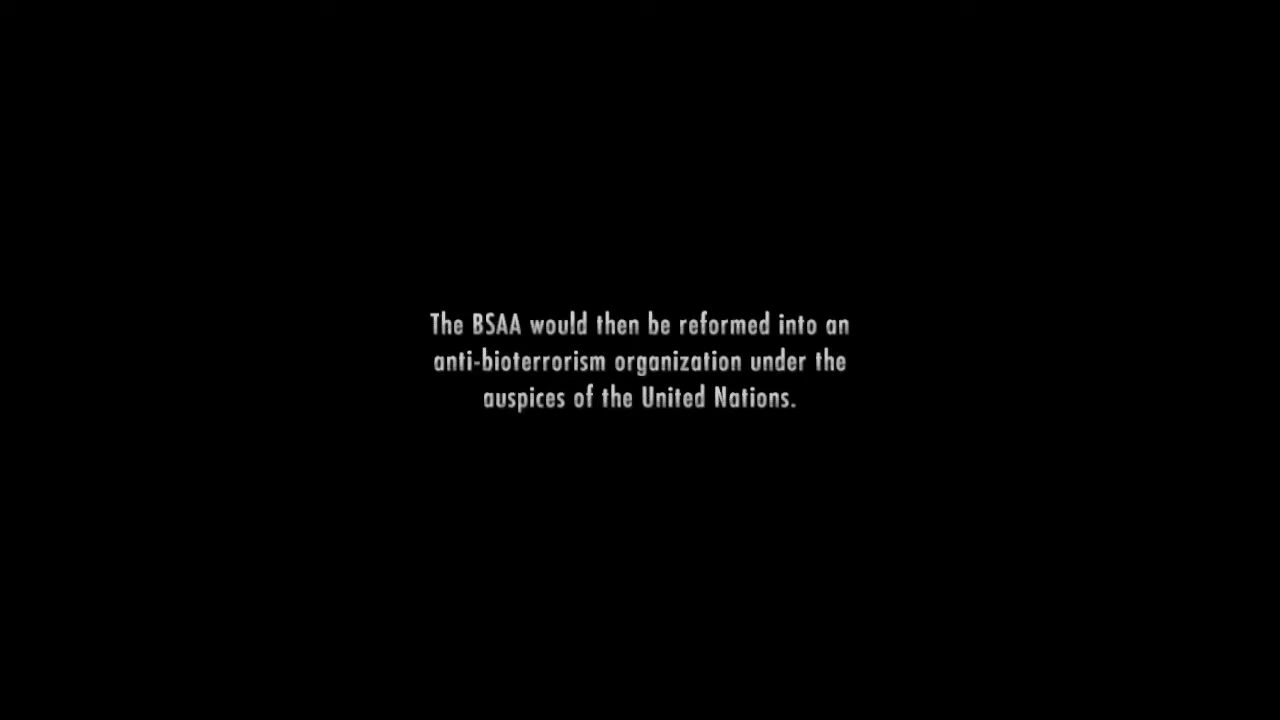 The BSAA would then be reformed into an
anti-bioterrorism organization under the
auspices of the United Nations.